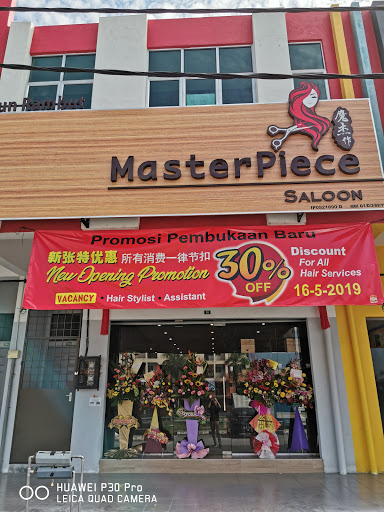 MasterPiece
魔杰作
SALOON
Promosi Pembukaan Baru
新张特优惠 所有消费一律节扣
New Opening Promotion
VACANCY • Hair Stylist • Assistant
30% OFF
Discount
For All
Hair Services
16-5-2019
HUAWEI P30 Pro
LEICA QUAD CAMERA